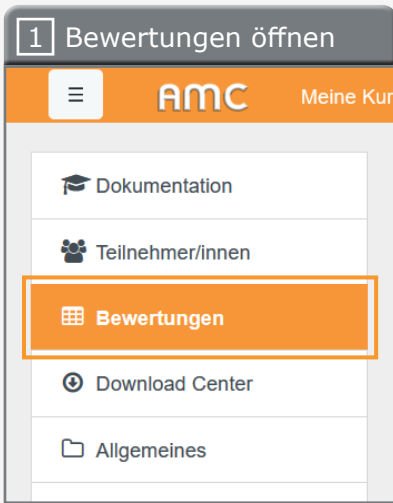 1 Bewertungen öffnen
AMC Meine Kur
Dokumentation
Teilnehmer/innen
Bewertungen
Download Center
Allgemeines